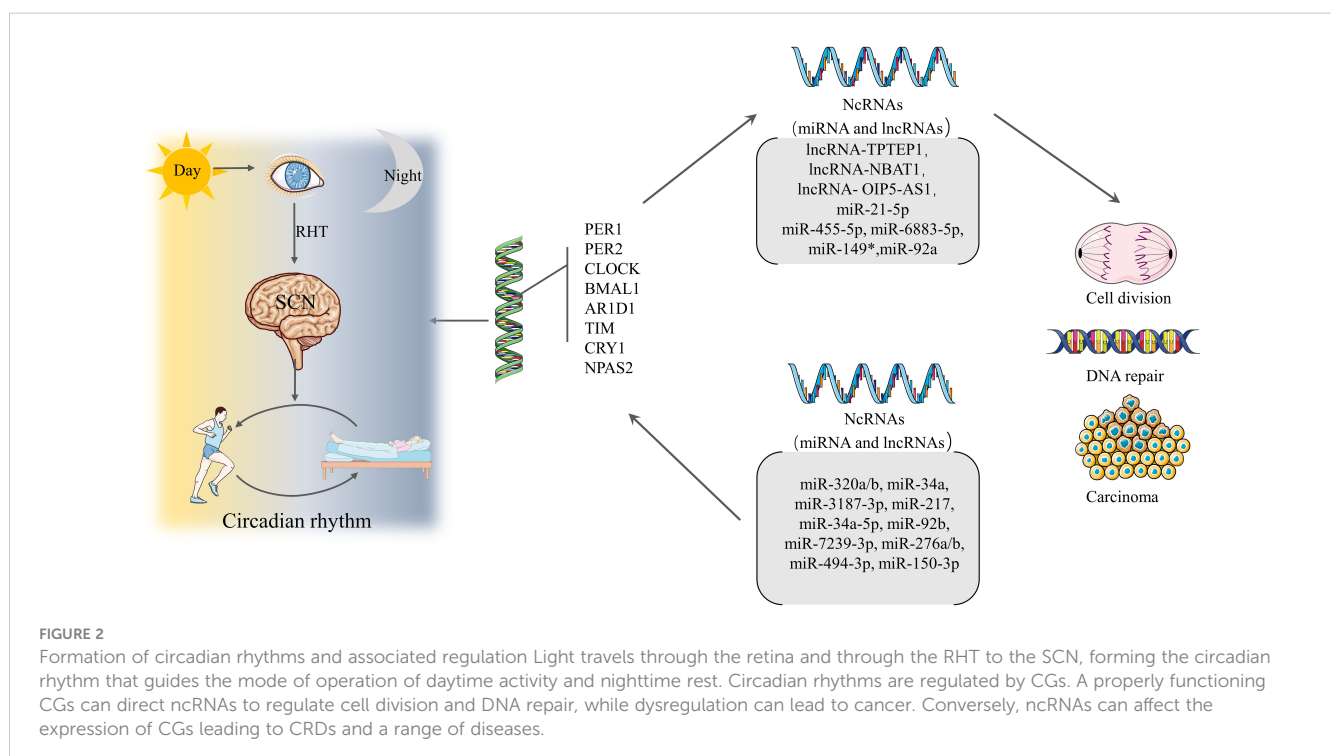 Day
Night
RHT
SCN
Circadian rhythm
PER1
PER2
CLOCK
BMAL1
AR1D1
TIM
CRY1
NPAS2
NcRNAs
(miRNA and lncRNAs)
lncRNA-TPTEP1,
lncRNA-NBAT1,
lncRNA- OIP5-AS1,
miR-21-5p
miR-455-5p, miR-6883-5p,
miR-149*,miR-92a
NcRNAs
(miRNA and lncRNAs)
miR-320a/b, miR-34a,
miR-3187-3p, miR-217,
miR-34a-5p, miR-92b,
miR-7239-3p, miR-276a/b,
miR-494-3p, miR-150-3p
Cell division
DNA repair
Carcinoma
FIGURE 2
Formation of circadian rhythms and associated regulation Light travels through the retina and through the RHT to the SCN, forming the circadian
rhythm that guides the mode of operation of daytime activity and nighttime rest. Circadian rhythms are regulated by CGs. A properly functioning
CGs can direct ncRNAs to regulate cell division and DNA repair, while dysregulation can lead to cancer. Conversely, ncRNAs can affect the
expression of CGs leading to CRDs and a range of diseases.